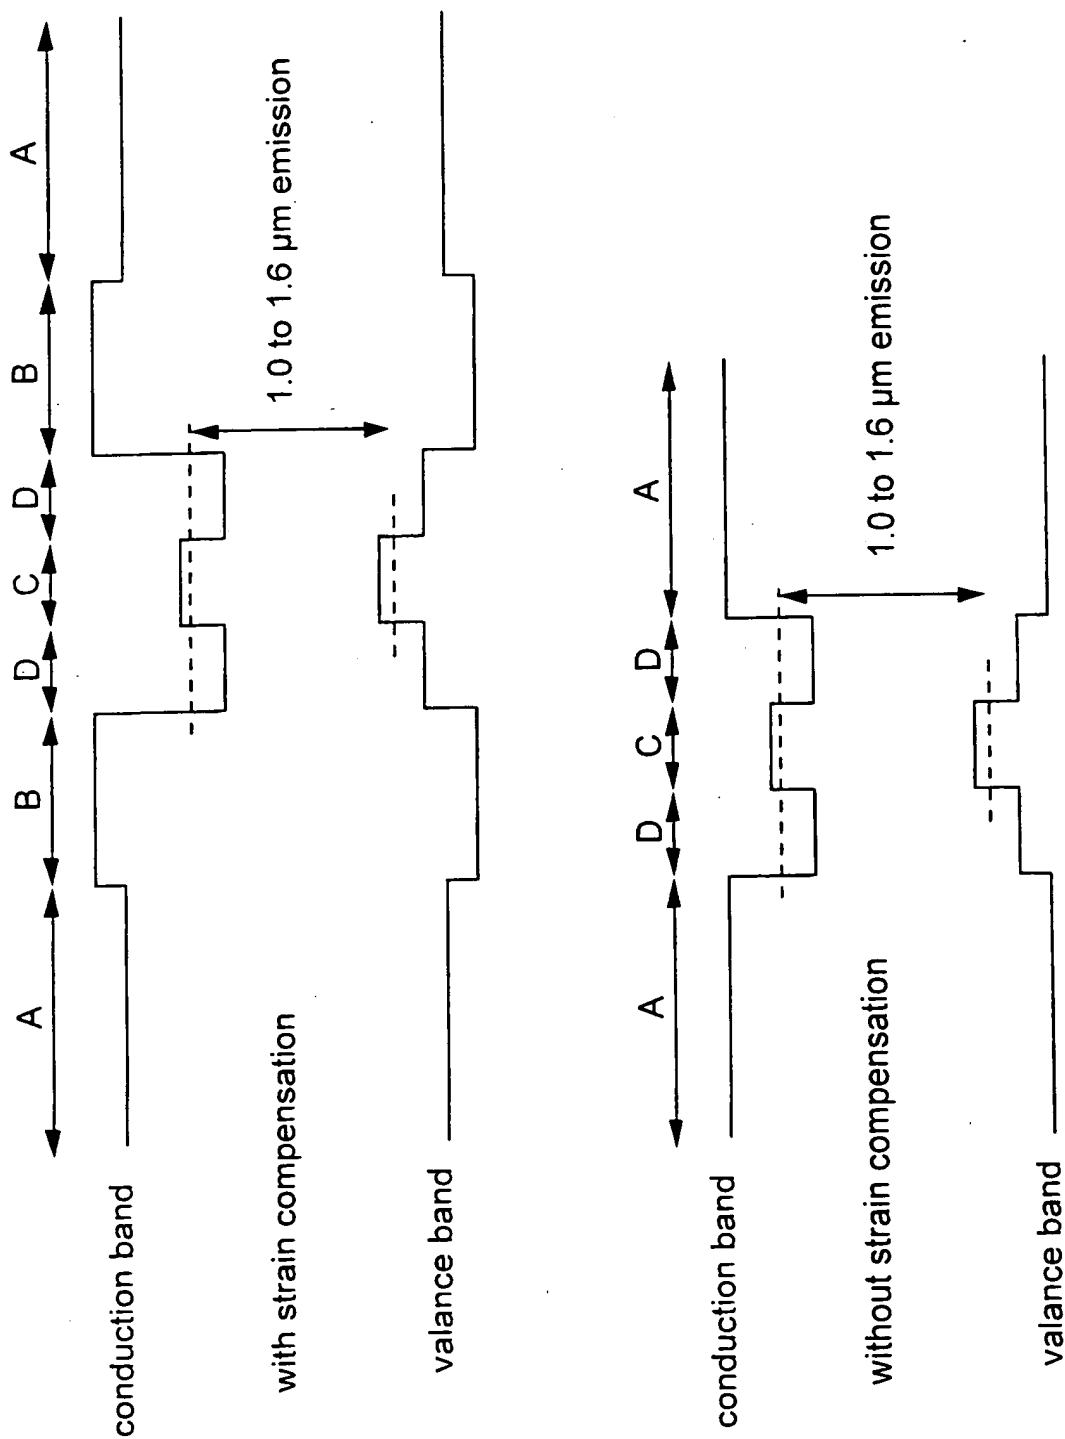 A B D C D B A
conduction band
1.0 to 1.6 µm emission
with strain compensation
valance band
A D C D A
conduction band
1.0 to 1.6 µm emission
without strain compensation
valance band